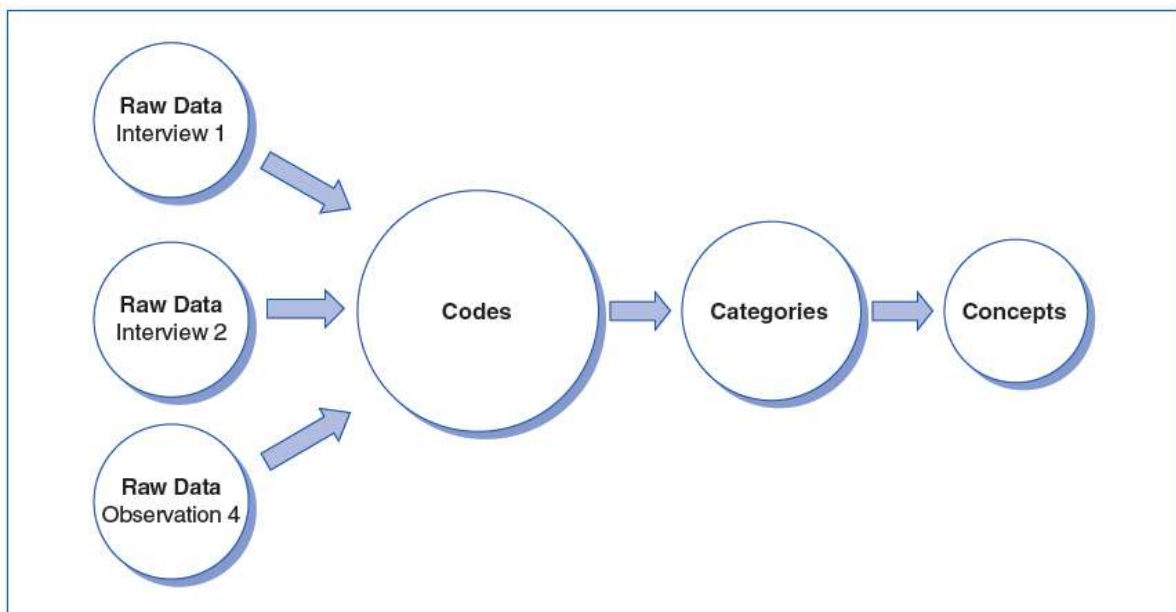 Raw Data
Interview 1
Raw Data
Interview 2
Raw Data
Observation 4
Codes
Categories
Concepts